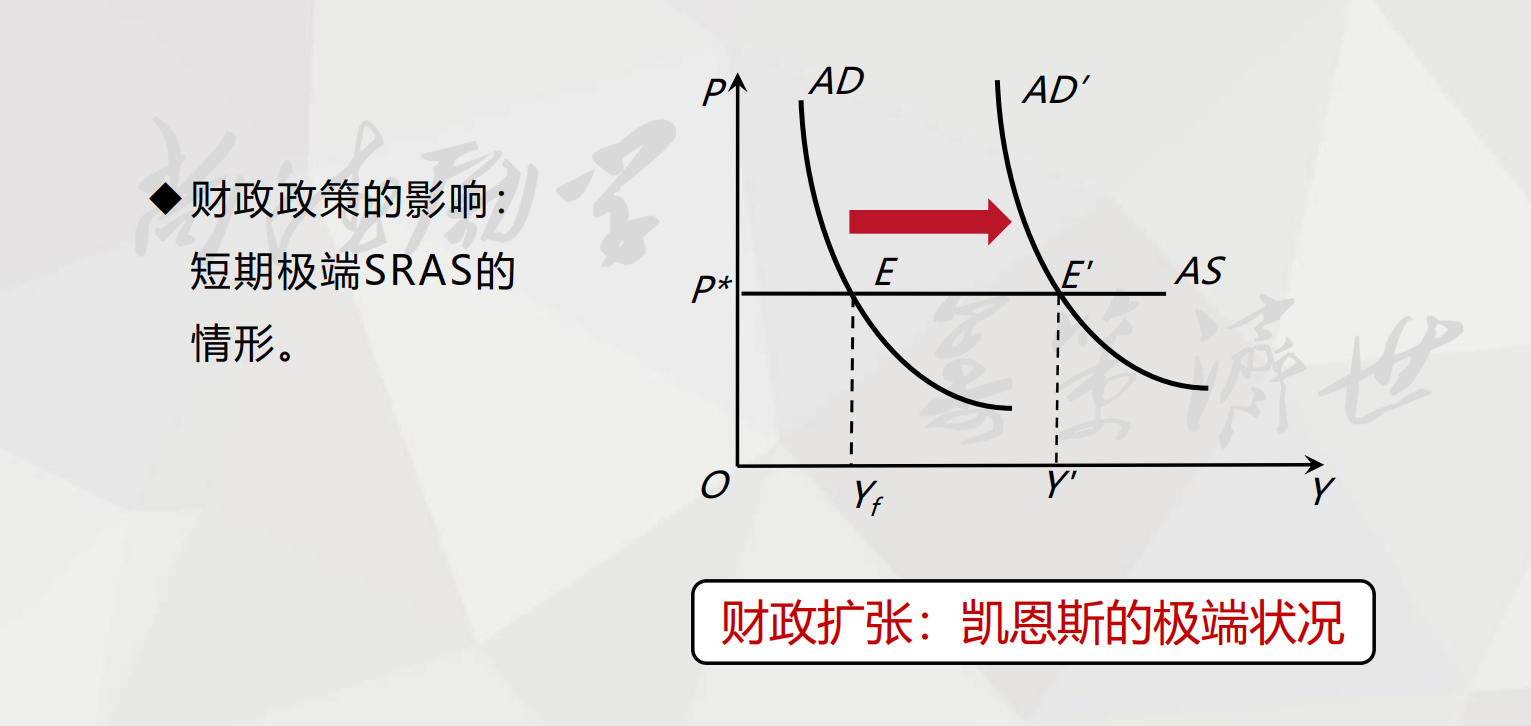 ◆财政政策的影响：
短期极端SRAS的
情形。
P
AD
AD′
P*
E
E'
AS
O
Y_f
Y'
Y
财政扩张：凯恩斯的极端状况